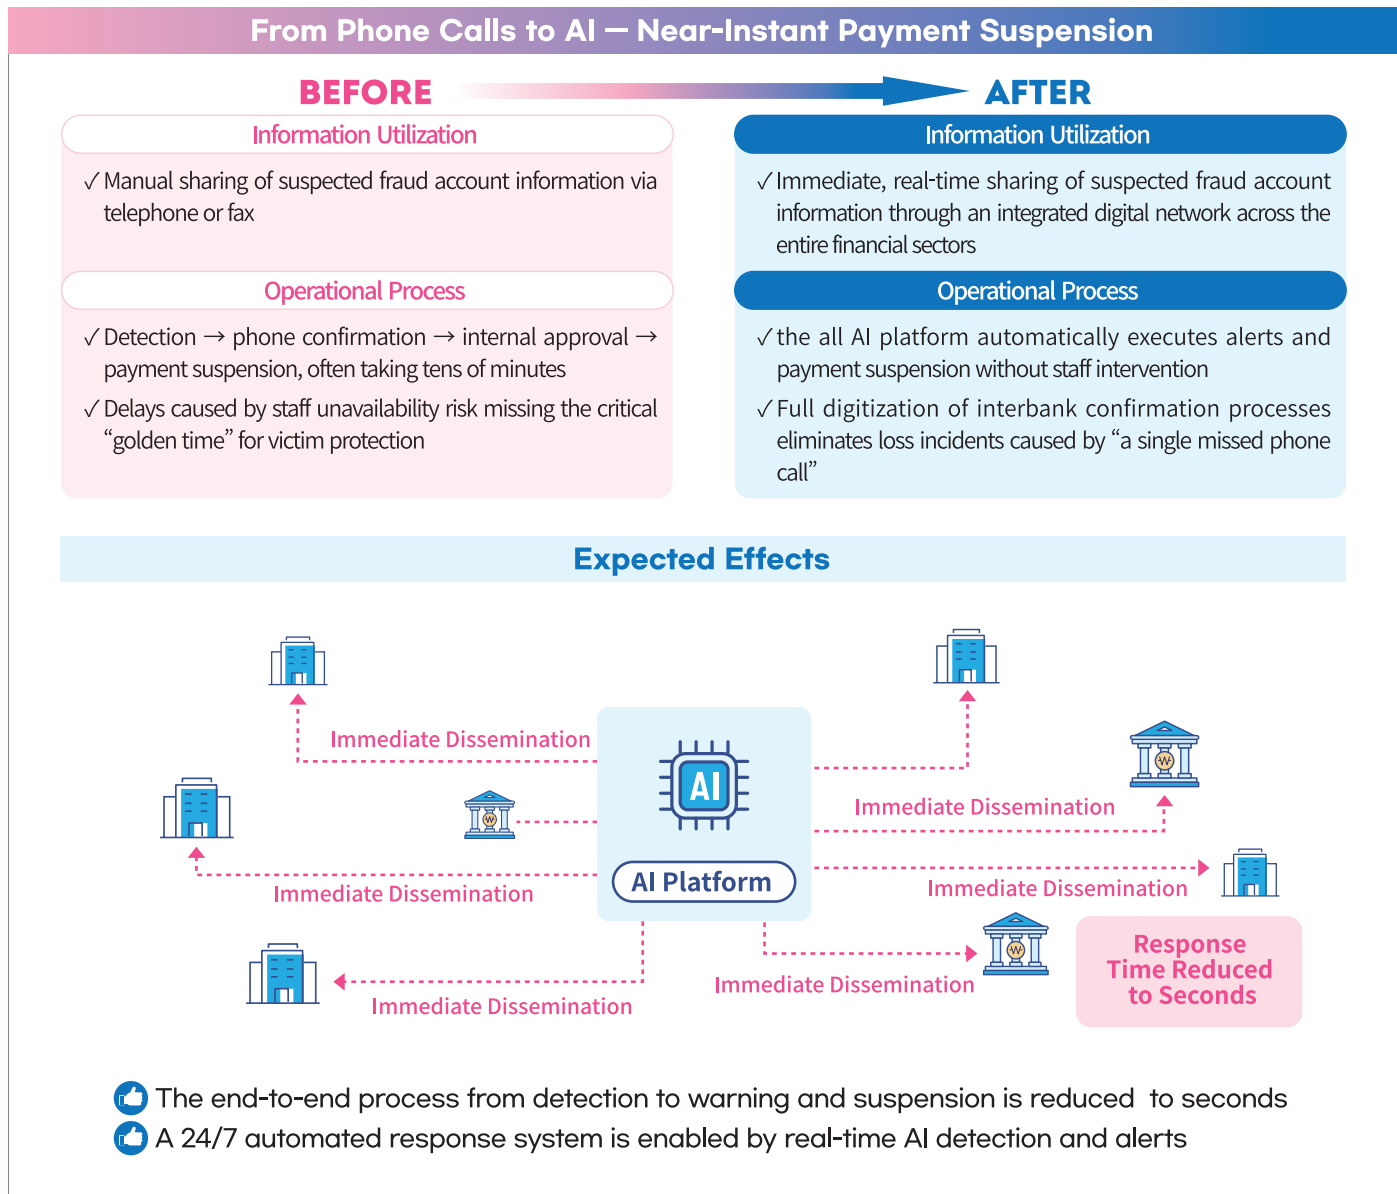 From Phone Calls to AI — Near-Instant Payment Suspension
BEFORE
AFTER
Information Utilization
✓ Manual sharing of suspected fraud account information via
telephone or fax
Operational Process
✓ Detection → phone confirmation → internal approval →
payment suspension, often taking tens of minutes
✓ Delays caused by staff unavailability risk missing the critical
“golden time” for victim protection
Information Utilization
✓ Immediate, real-time sharing of suspected fraud account
information through an integrated digital network across the
entire financial sectors
Operational Process
✓ the all AI platform automatically executes alerts and
payment suspension without staff intervention
✓ Full digitization of interbank confirmation processes
eliminates loss incidents caused by “a single missed phone
call”
Expected Effects
Immediate Dissemination
Immediate Dissemination
Immediate Dissemination
AI
AI Platform
Immediate Dissemination
Immediate Dissemination
Immediate Dissemination
Response
Time Reduced
to Seconds
The end-to-end process from detection to warning and suspension is reduced to seconds
A 24/7 automated response system is enabled by real-time AI detection and alerts